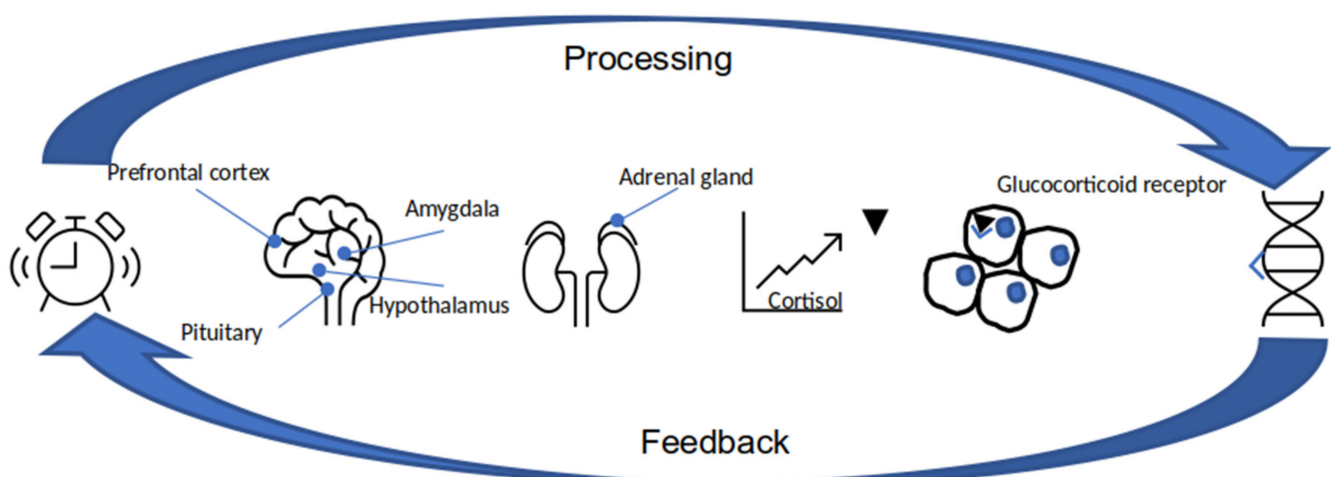 Processing
Prefrontal cortex
Amygdala
Hypothalamus
Pituitary
Adrenal gland
Cortisol
Glucocorticoid receptor
Feedback